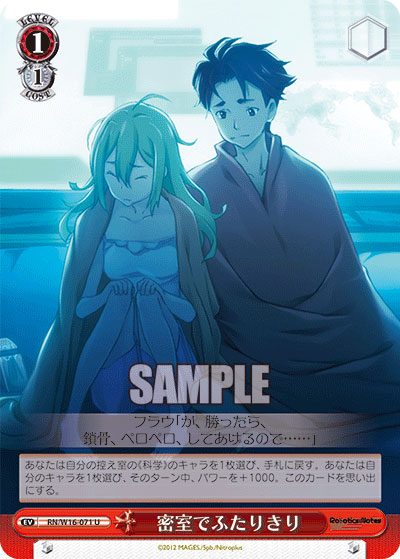 LEVEL
1
1
COST
SAMPLE
フラウ「か、勝ったら、
鎖骨、ペロペロ、してあげるので……」
あなたは自分の控え室の《科学》のキャラを1枚選び、手札に戻す。あなたは自
分のキャラを1枚選び、そのターン中、パワーを+1000。このカードを思い出
にする。
EV
RN/W16-071 U
密室でふたりきり
Robotics;Notes
©2012 MAGES./5pb./Nitroplus